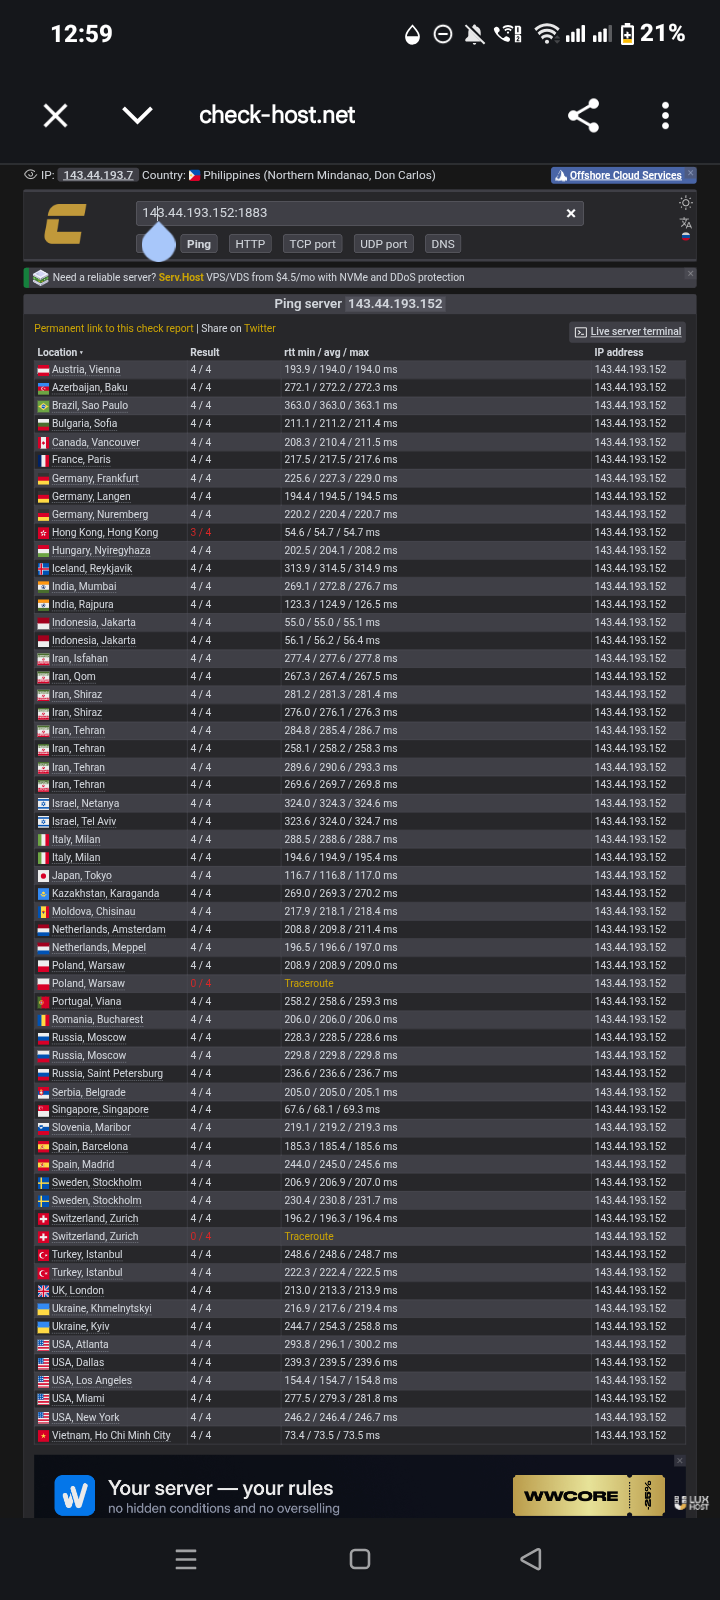 12:59
21%
check-host.net
IP: 143.44.193.7 Country: Philippines (Northern Mindanao, Don Carlos)
Offshore Cloud Services
143.44.193.152:1883
Ping HTTP TCP port UDP port DNS
Need a reliable server? Serv.Host VPS/VDS from $4.5/mo with NVMe and DDoS protection
Ping server 143.44.193.152
Permanent link to this check report | Share on Twitter
Live server terminal
Location Result rtt min / avg / max IP address
Austria, Vienna 4 / 4 193.9 / 194.0 / 194.0 ms 143.44.193.152
Azerbaijan, Baku 4 / 4 272.1 / 272.2 / 272.3 ms 143.44.193.152
Brazil, Sao Paulo 4 / 4 363.0 / 363.0 / 363.1 ms 143.44.193.152
Bulgaria, Sofia 4 / 4 211.1 / 211.2 / 211.4 ms 143.44.193.152
Canada, Vancouver 4 / 4 208.3 / 210.4 / 211.5 ms 143.44.193.152
France, Paris 4 / 4 217.5 / 217.5 / 217.6 ms 143.44.193.152
Germany, Frankfurt 4 / 4 225.6 / 227.3 / 229.0 ms 143.44.193.152
Germany, Langen 4 / 4 194.4 / 194.5 / 194.5 ms 143.44.193.152
Germany, Nuremberg 4 / 4 220.2 / 220.4 / 220.7 ms 143.44.193.152
Hong Kong, Hong Kong 3 / 4 54.6 / 54.7 / 54.7 ms 143.44.193.152
Hungary, Nyiregyhaza 4 / 4 202.5 / 204.1 / 208.2 ms 143.44.193.152
Iceland, Reykjavik 4 / 4 313.9 / 314.5 / 314.9 ms 143.44.193.152
India, Mumbai 4 / 4 269.1 / 272.8 / 276.7 ms 143.44.193.152
India, Rajpura 4 / 4 123.3 / 124.9 / 126.5 ms 143.44.193.152
Indonesia, Jakarta 4 / 4 55.0 / 55.0 / 55.1 ms 143.44.193.152
Indonesia, Jakarta 4 / 4 56.1 / 56.2 / 56.4 ms 143.44.193.152
Iran, Isfahan 4 / 4 277.4 / 277.6 / 277.8 ms 143.44.193.152
Iran, Qom 4 / 4 267.3 / 267.4 / 267.5 ms 143.44.193.152
Iran, Shiraz 4 / 4 281.2 / 281.3 / 281.4 ms 143.44.193.152
Iran, Shiraz 4 / 4 276.0 / 276.1 / 276.3 ms 143.44.193.152
Iran, Tehran 4 / 4 284.8 / 285.4 / 286.7 ms 143.44.193.152
Iran, Tehran 4 / 4 258.1 / 258.2 / 258.3 ms 143.44.193.152
Iran, Tehran 4 / 4 289.6 / 290.6 / 293.3 ms 143.44.193.152
Iran, Tehran 4 / 4 269.6 / 269.7 / 269.8 ms 143.44.193.152
Israel, Netanya 4 / 4 324.0 / 324.3 / 324.6 ms 143.44.193.152
Israel, Tel Aviv 4 / 4 323.6 / 324.0 / 324.7 ms 143.44.193.152
Italy, Milan 4 / 4 288.5 / 288.6 / 288.7 ms 143.44.193.152
Italy, Milan 4 / 4 194.6 / 194.9 / 195.4 ms 143.44.193.152
Japan, Tokyo 4 / 4 116.7 / 116.8 / 117.0 ms 143.44.193.152
Kazakhstan, Karaganda 4 / 4 269.0 / 269.3 / 270.2 ms 143.44.193.152
Moldova, Chisinau 4 / 4 217.9 / 218.1 / 218.4 ms 143.44.193.152
Netherlands, Amsterdam 4 / 4 208.8 / 209.8 / 211.4 ms 143.44.193.152
Netherlands, Meppel 4 / 4 196.5 / 196.6 / 197.0 ms 143.44.193.152
Poland, Warsaw 4 / 4 208.9 / 208.9 / 209.0 ms 143.44.193.152
Poland, Warsaw 0 / 4 Traceroute 143.44.193.152
Portugal, Viana 4 / 4 258.2 / 258.6 / 259.3 ms 143.44.193.152
Romania, Bucharest 4 / 4 206.0 / 206.0 / 206.0 ms 143.44.193.152
Russia, Moscow 4 / 4 228.3 / 228.5 / 228.6 ms 143.44.193.152
Russia, Moscow 4 / 4 229.8 / 229.8 / 229.8 ms 143.44.193.152
Russia, Saint Petersburg 4 / 4 236.6 / 236.6 / 236.7 ms 143.44.193.152
Serbia, Belgrade 4 / 4 205.0 / 205.0 / 205.1 ms 143.44.193.152
Singapore, Singapore 4 / 4 67.6 / 68.1 / 69.3 ms 143.44.193.152
Slovenia, Maribor 4 / 4 219.1 / 219.2 / 219.3 ms 143.44.193.152
Spain, Barcelona 4 / 4 185.3 / 185.4 / 185.6 ms 143.44.193.152
Spain, Madrid 4 / 4 244.0 / 245.0 / 245.6 ms 143.44.193.152
Sweden, Stockholm 4 / 4 206.9 / 206.9 / 207.0 ms 143.44.193.152
Sweden, Stockholm 4 / 4 230.4 / 230.8 / 231.7 ms 143.44.193.152
Switzerland, Zurich 4 / 4 196.2 / 196.3 / 196.4 ms 143.44.193.152
Switzerland, Zurich 0 / 4 Traceroute 143.44.193.152
Turkey, Istanbul 4 / 4 248.6 / 248.6 / 248.7 ms 143.44.193.152
Turkey, Istanbul 4 / 4 222.3 / 222.4 / 222.5 ms 143.44.193.152
UK, London 4 / 4 213.0 / 213.3 / 213.9 ms 143.44.193.152
Ukraine, Khmelnytskyi 4 / 4 216.9 / 217.6 / 219.4 ms 143.44.193.152
Ukraine, Kyiv 4 / 4 244.7 / 254.3 / 258.8 ms 143.44.193.152
USA, Atlanta 4 / 4 293.8 / 296.1 / 300.2 ms 143.44.193.152
USA, Dallas 4 / 4 239.3 / 239.5 / 239.6 ms 143.44.193.152
USA, Los Angeles 4 / 4 154.4 / 154.7 / 154.8 ms 143.44.193.152
USA, Miami 4 / 4 277.5 / 279.3 / 281.8 ms 143.44.193.152
USA, New York 4 / 4 246.2 / 246.4 / 246.7 ms 143.44.193.152
Vietnam, Ho Chi Minh City 4 / 4 73.4 / 73.5 / 73.5 ms 143.44.193.152
Your server — your rules
no hidden conditions and no overselling
WWCORE -25%
LUX HOST